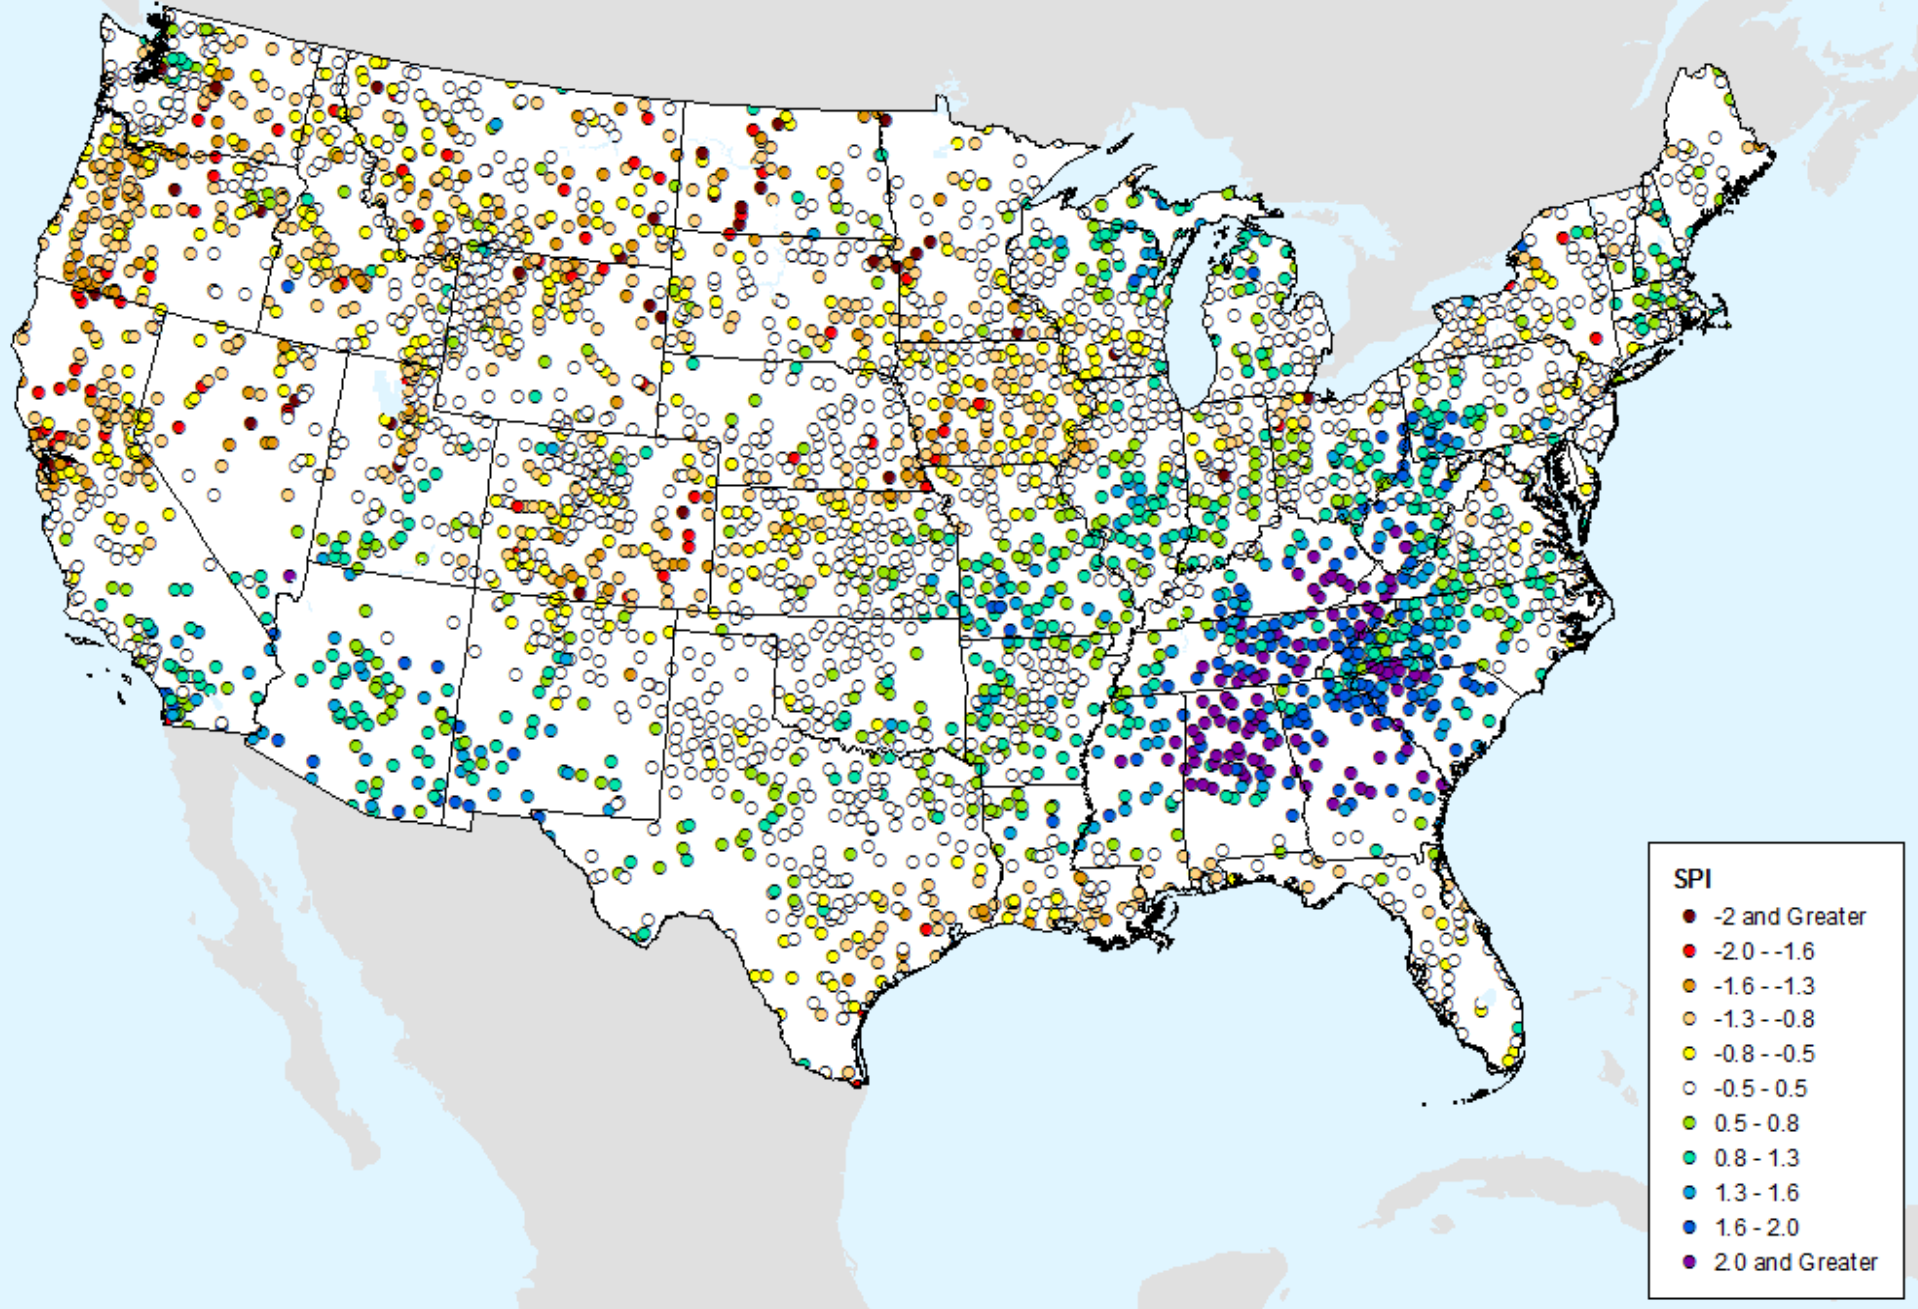 SPI
-2 and Greater
-2.0 - -1.6
-1.6 - -1.3
-1.3 - -0.8
-0.8 - -0.5
-0.5 - 0.5
0.5 - 0.8
0.8 - 1.3
1.3 - 1.6
1.6 - 2.0
2.0 and Greater